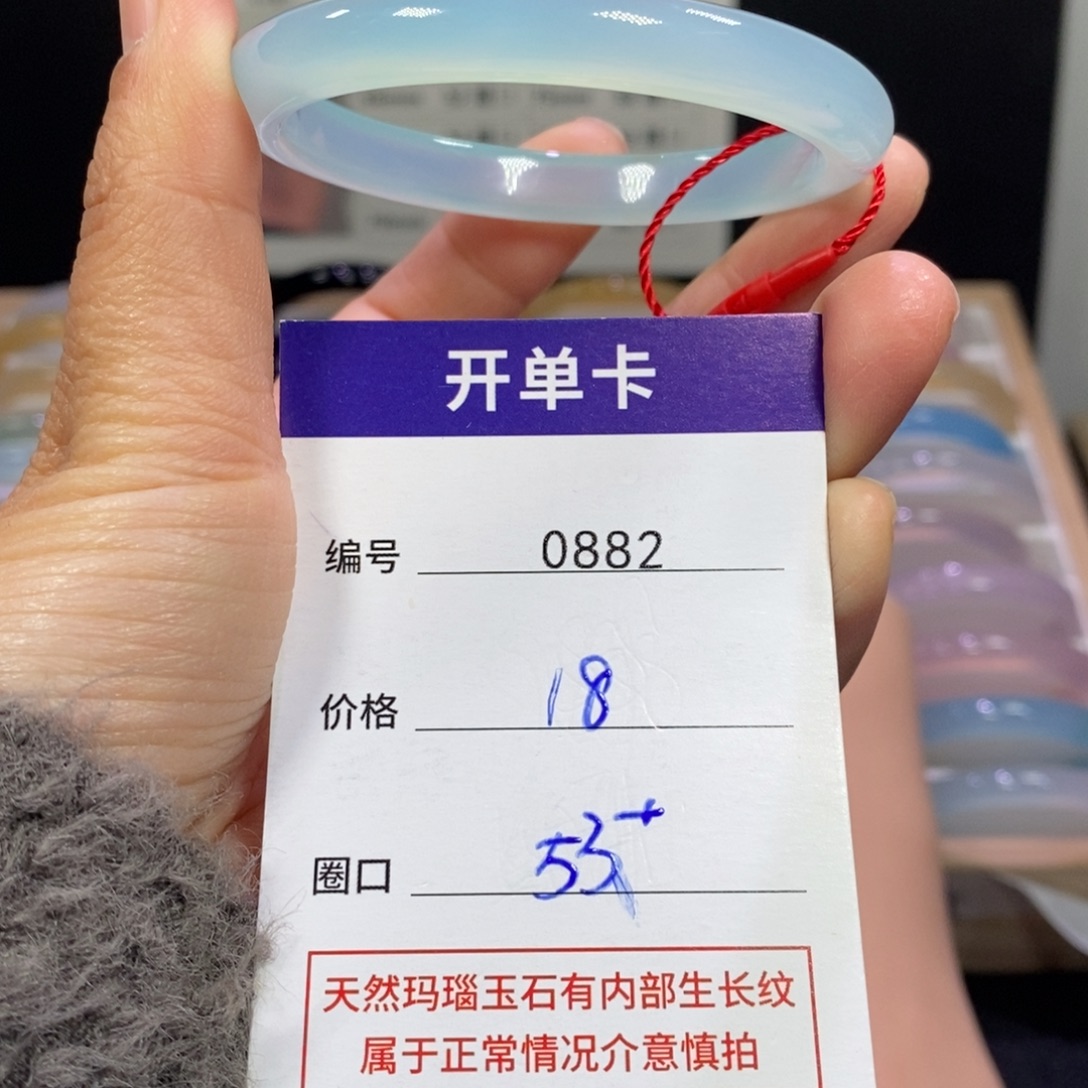 开单卡
编号 0882
价格 18
圈口 53+
天然玛瑙玉石有内部生长纹
属于正常情况介意慎拍